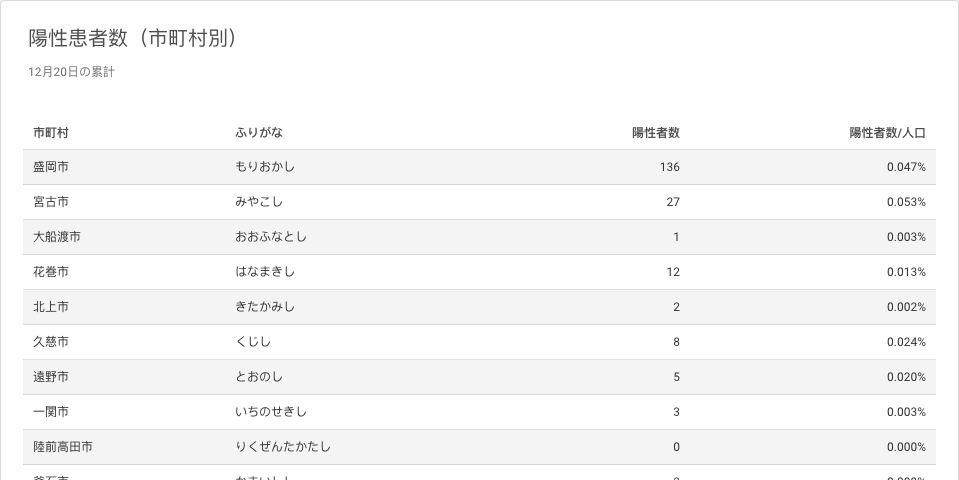 陽性患者数（市町村別）
12月20日の累計
市町村 ふりがな 陽性者数 陽性者数/人口
盛岡市 もりおかし 136 0.047%
宮古市 みやこし 27 0.053%
大船渡市 おおふなとし 1 0.003%
花巻市 はなまきし 12 0.013%
北上市 きたかみし 2 0.002%
久慈市 くじし 8 0.024%
遠野市 とおのし 5 0.020%
一関市 いちのせきし 3 0.003%
陸前高田市 りくぜんたかたし 0 0.000%